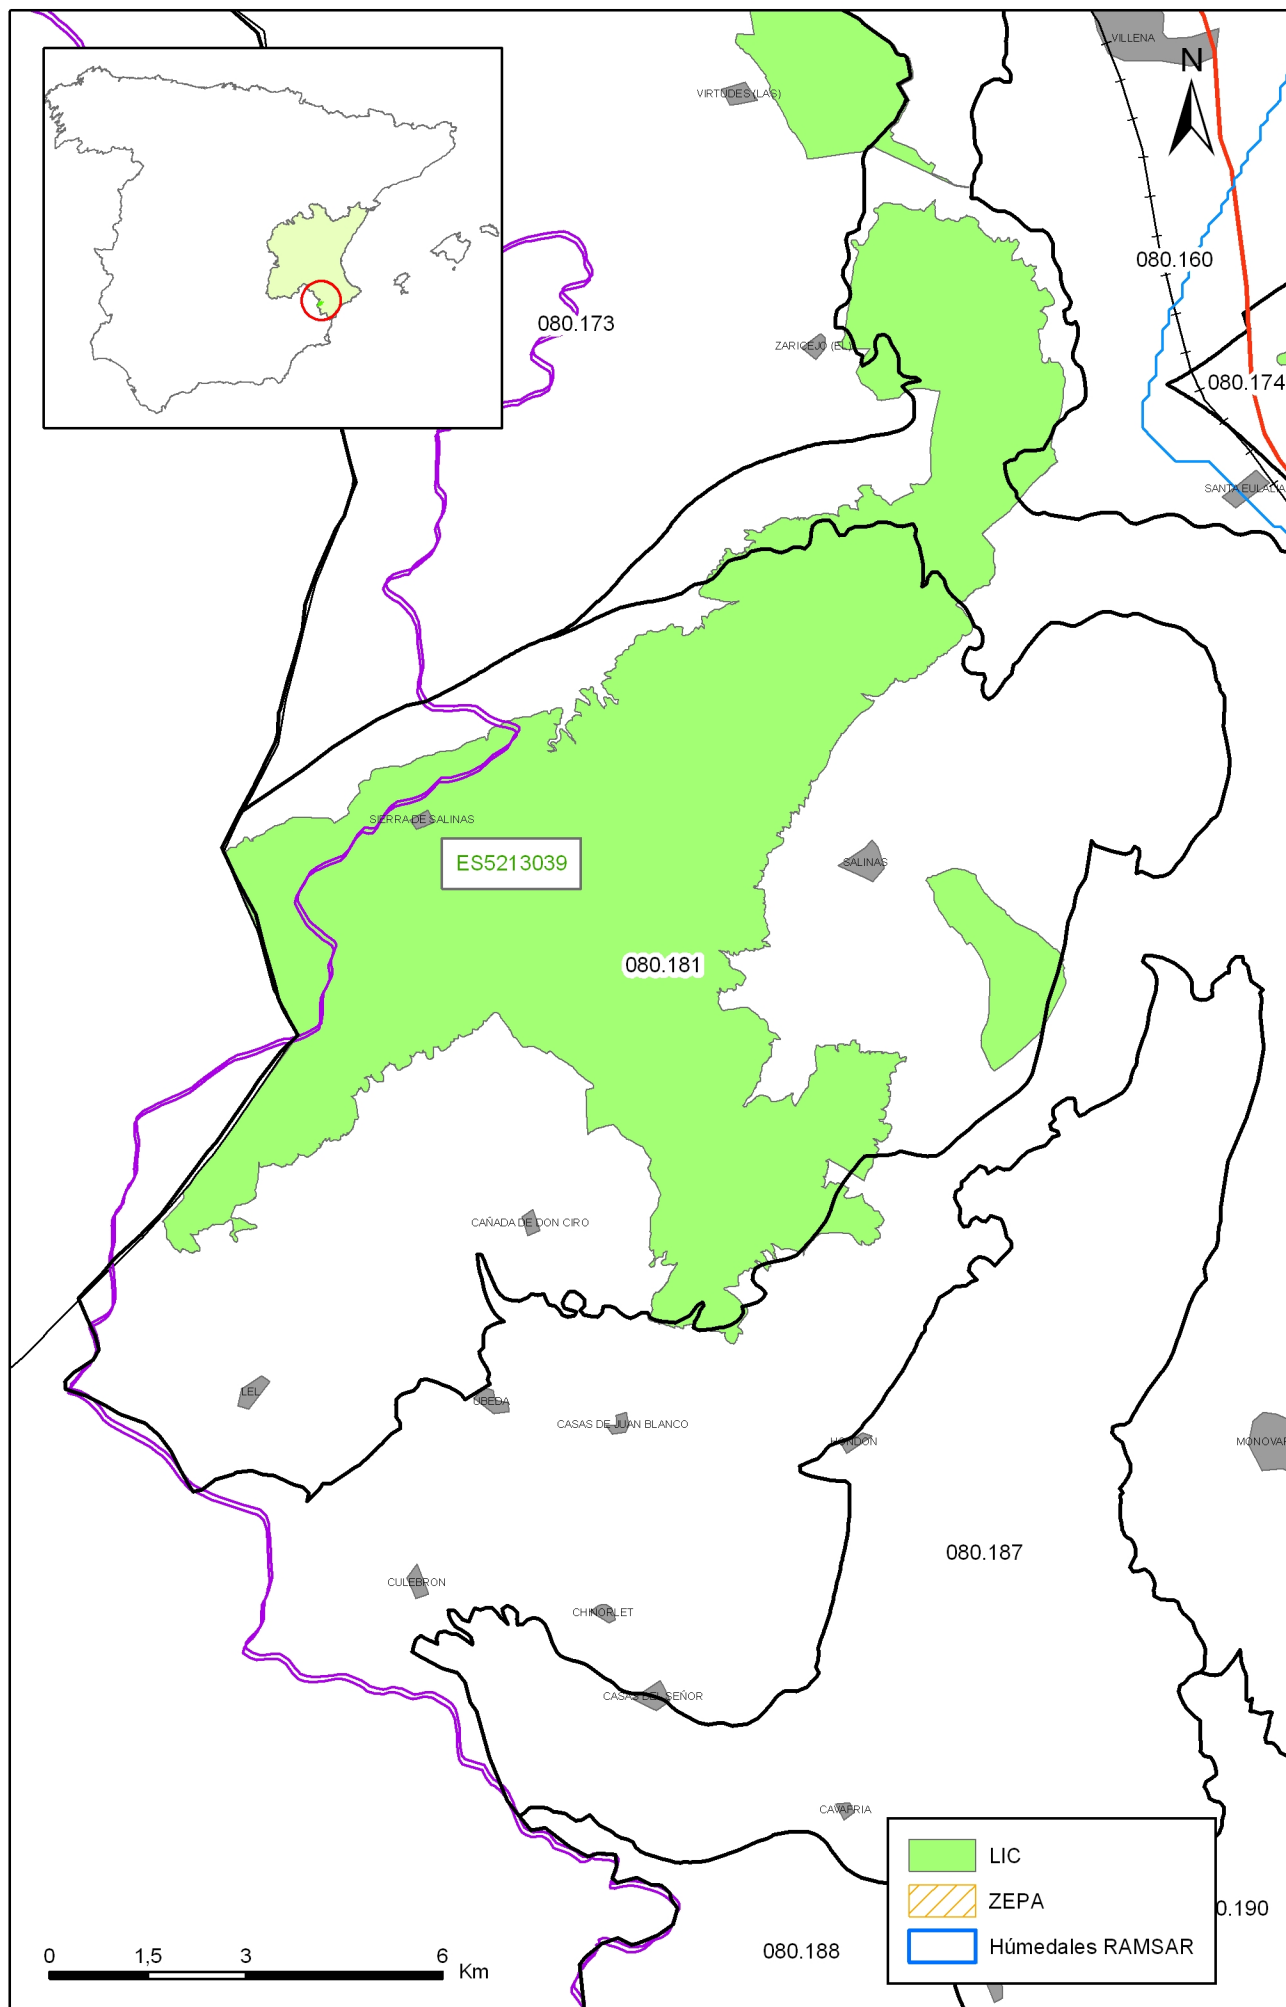 VILLENA
N
VIRTUDES (LAS)
080.160
080.173
ZARICEJO (EL)
080.174
SANTA EULALIA
SIERRA DE SALINAS
ES5213039
SALINAS
080.181
CAÑADA DE DON CIRO
LEL
UBEDA
CASAS DE JUAN BLANCO
HONDON
MONOVAR
080.187
CULEBRON
CHINORLET
CASAS DEL SEÑOR
CAVAFRIA
LIC
ZEPA
0.190
Húmedales RAMSAR
080.188
0 1,5 3 6 Km